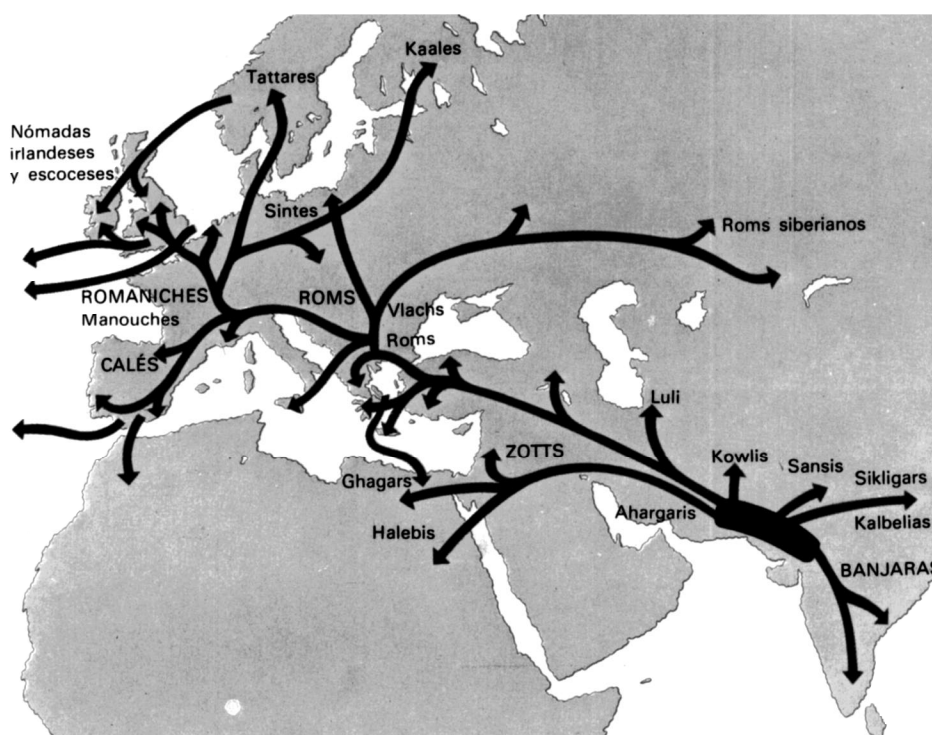 Kaales
Tattares
Nómadas
irlandeses
y escoceses
Sintes
Roms siberianos
ROMANICHES
Manouches
ROMS
Vlachs
Roms
CALÉS
Luli
ZOTTS
Kowlis
Sansis
Sikligars
Ghagars
Ahargaris
Kalbelias
Halebis
BANJARAS